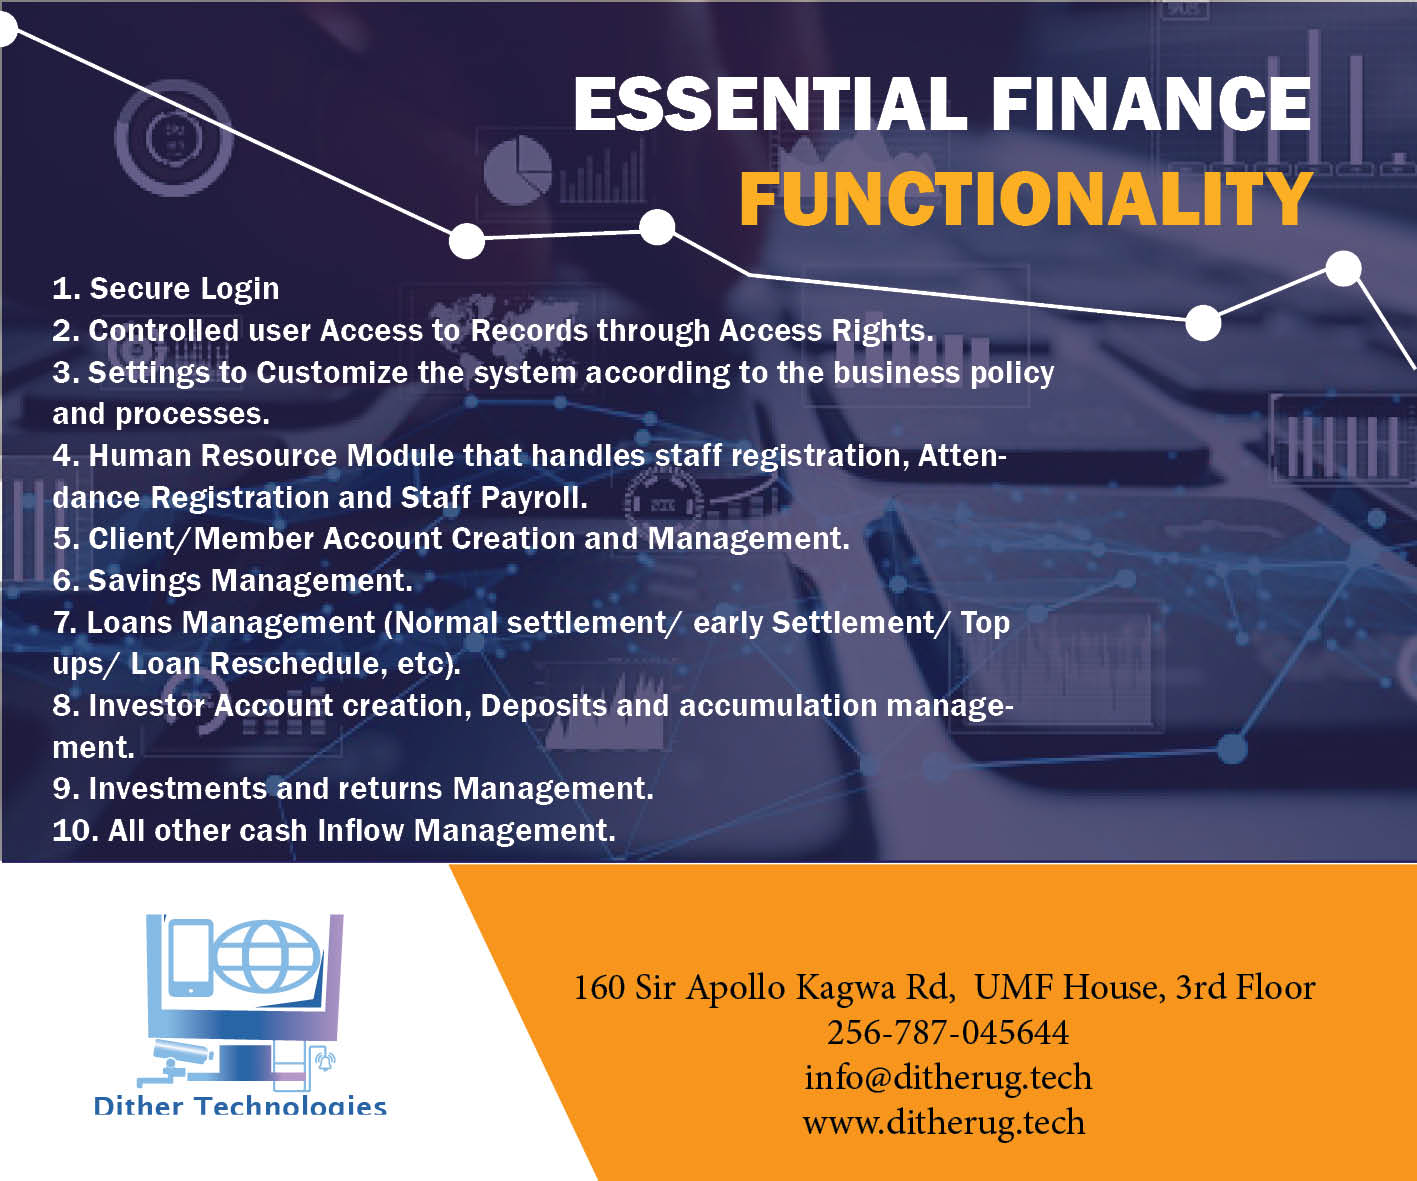 ESSENTIAL FINANCE
FUNCTIONALITY
1. Secure Login
2. Controlled user Access to Records through Access Rights.
3. Settings to Customize the system according to the business policy
and processes.
4. Human Resource Module that handles staff registration, Atten-
dance Registration and Staff Payroll.
5. Client/Member Account Creation and Management.
6. Savings Management.
7. Loans Management (Normal settlement/ early Settlement/ Top
ups/ Loan Reschedule, etc).
8. Investor Account creation, Deposits and accumulation manage-
ment.
9. Investments and returns Management.
10. All other cash Inflow Management.
Dither Technologies
160 Sir Apollo Kagwa Rd,  UMF House, 3rd Floor
256-787-045644
info@ditherug.tech
www.ditherug.tech